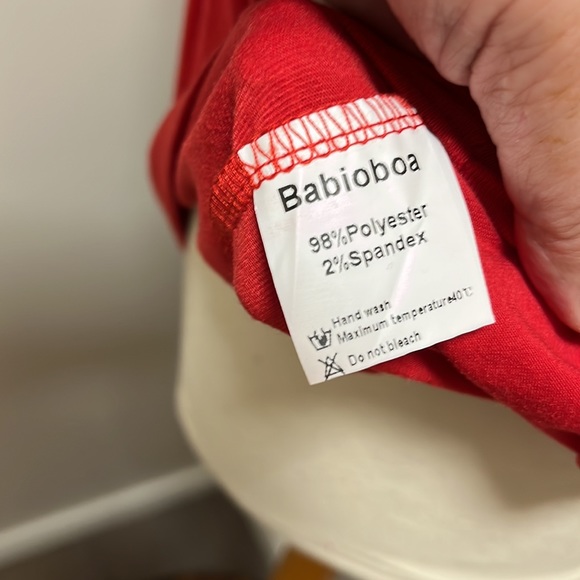 Babioboa
98%Polyester
2%Spandex
Hand wash
Maximum temperature40℃
Do not bleach